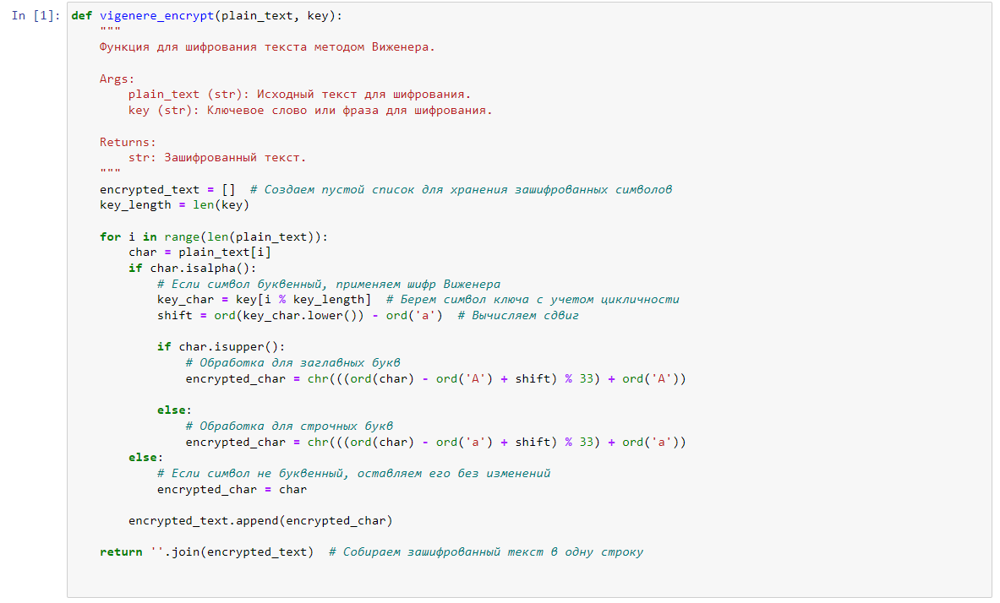 In [1]: def vigenere_encrypt(plain_text, key):
    """
    Функция для шифрования текста методом Виженера.

    Args:
        plain_text (str): Исходный текст для шифрования.
        key (str): Ключевое слово или фраза для шифрования.

    Returns:
        str: Зашифрованный текст.
    """
    encrypted_text = []  # Создаем пустой список для хранения зашифрованных символов
    key_length = len(key)

    for i in range(len(plain_text)):
        char = plain_text[i]
        if char.isalpha():
            # Если символ буквенный, применяем шифр Виженера
            key_char = key[i % key_length]  # Берем символ ключа с учетом цикличности
            shift = ord(key_char.lower()) - ord('а')  # Вычисляем сдвиг

            if char.isupper():
                # Обработка для заглавных букв
                encrypted_char = chr(((ord(char) - ord('А') + shift) % 33) + ord('А'))

            else:
                # Обработка для строчных букв
                encrypted_char = chr(((ord(char) - ord('а') + shift) % 33) + ord('а'))
        else:
            # Если символ не буквенный, оставляем его без изменений
            encrypted_char = char

        encrypted_text.append(encrypted_char)

    return ''.join(encrypted_text)  # Собираем зашифрованный текст в одну строку